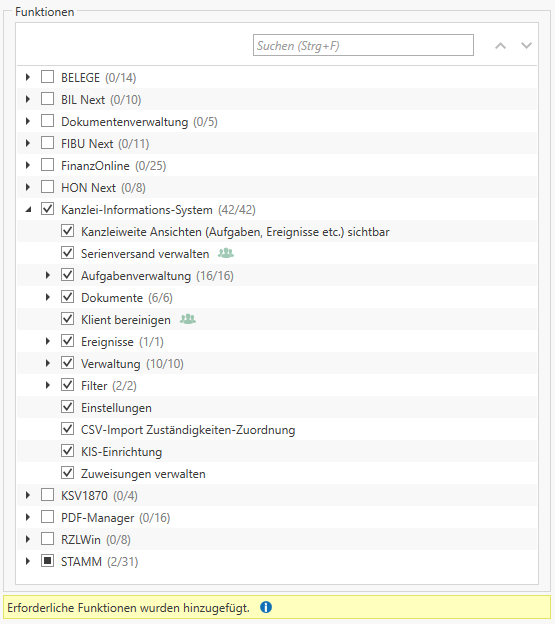 Funktionen
Suchen (Strg+F)
BELEGE (0/14)
BIL Next (0/10)
Dokumentenverwaltung (0/5)
FIBU Next (0/11)
FinanzOnline (0/25)
HON Next (0/8)
Kanzlei-Informations-System (42/42)
Kanzleiweite Ansichten (Aufgaben, Ereignisse etc.) sichtbar
Serienversand verwalten
Aufgabenverwaltung (16/16)
Dokumente (6/6)
Klient bereinigen
Ereignisse (1/1)
Verwaltung (10/10)
Filter (2/2)
Einstellungen
CSV-Import Zuständigkeiten-Zuordnung
KIS-Einrichtung
Zuweisungen verwalten
KSV1870 (0/4)
PDF-Manager (0/16)
RZLWin (0/8)
STAMM (2/31)
Erforderliche Funktionen wurden hinzugefügt.